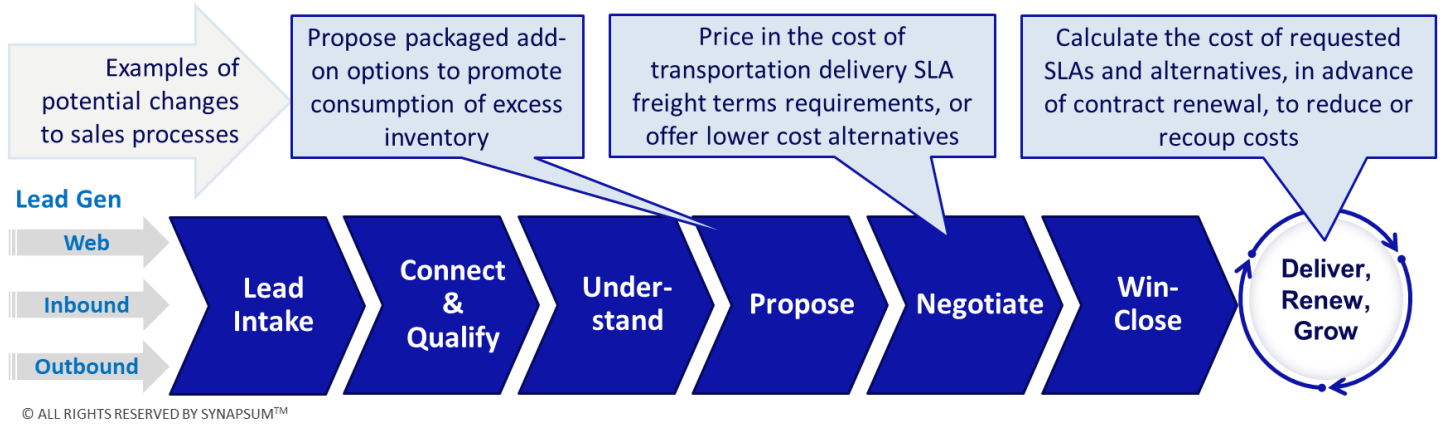 Examples of
potential changes
to sales processes
Propose packaged add-
on options to promote
consumption of excess
inventory
Price in the cost of
transportation delivery SLA
freight terms requirements, or
offer lower cost alternatives
Calculate the cost of requested
SLAs and alternatives, in advance
of contract renewal, to reduce or
recoup costs
Lead Gen
Web
Inbound
Outbound
Lead
Intake
Connect
&
Qualify
Under-
stand
Propose
Negotiate
Win-
Close
Deliver,
Renew,
Grow
© ALL RIGHTS RESERVED BY SYNAPSUM™